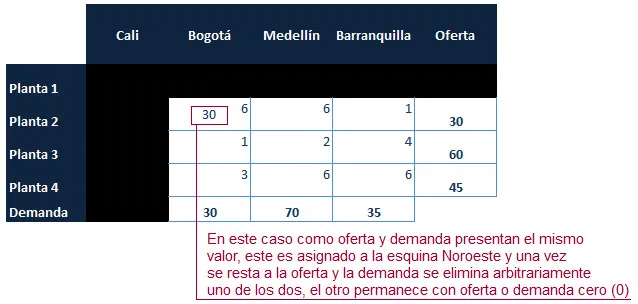 Cali Bogotá Medellín Barranquilla Oferta
Planta 1
Planta 2 30 6 6 1 30
Planta 3 1 2 4 60
Planta 4 3 6 6 45
Demanda 30 70 35
En este caso como oferta y demanda presentan el mismo
valor, este es asignado a la esquina Noroeste y una vez
se resta a la oferta y la demanda se elimina arbitrariamente
uno de los dos, el otro permanece con oferta o demanda cero (0)